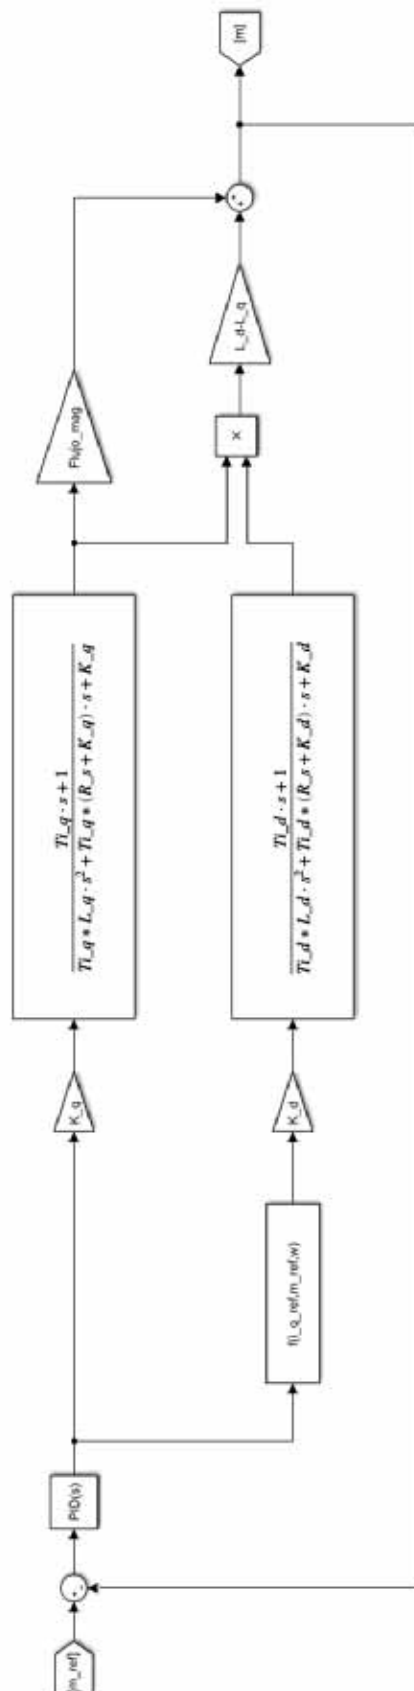 [m_ref]
PID(s)
K_q
Ti_q · s + 1
Ti_q * L_q · s² + Ti_q * (R_s + K_q) · s + K_q
Flujo_mag
f(i_q_ref,m_ref,w)
K_d
Ti_d · s + 1
Ti_d * L_d · s² + Ti_d * (R_s + K_d) · s + K_d
×
L_d-L_q
[m]